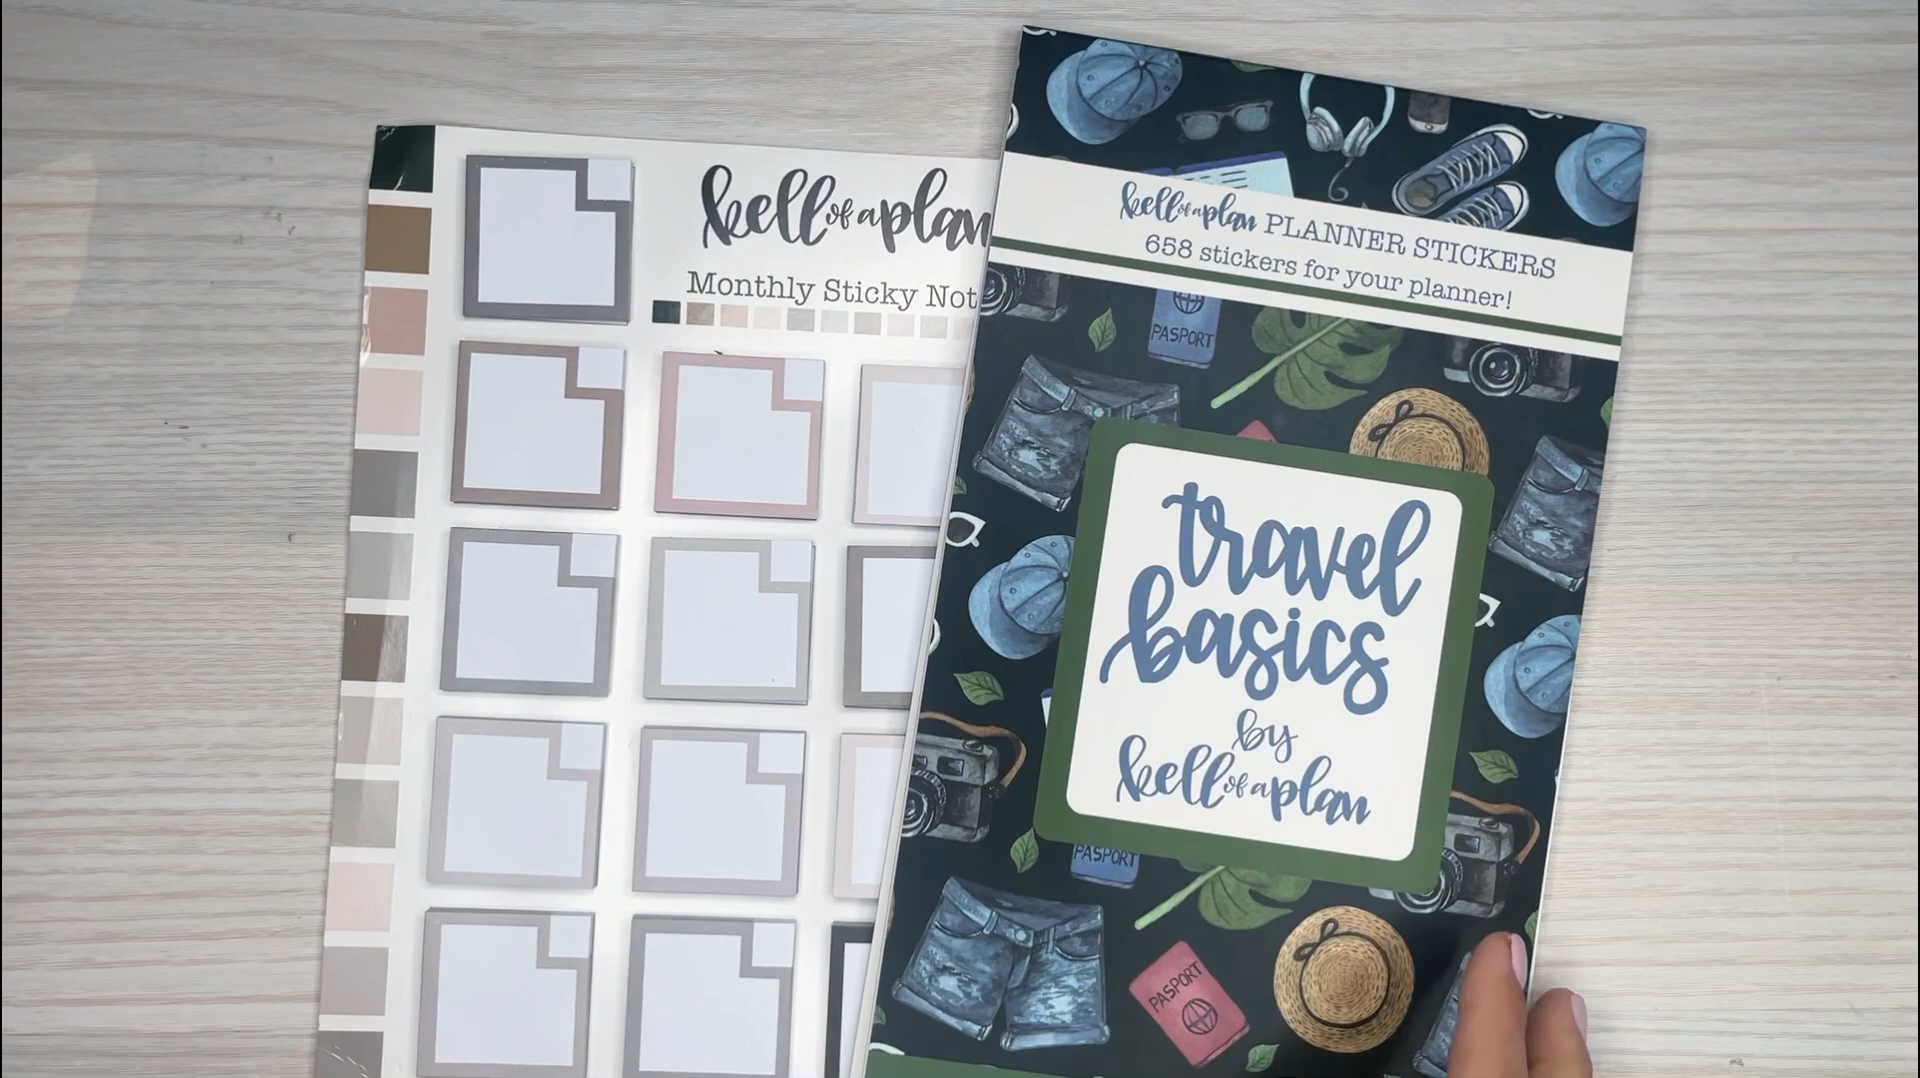 kell of a plan
Monthly Sticky Not
kell of a plan PLANNER STICKERS
658 stickers for your planner!
PASPORT
travel
basics
by
kell of a plan
PASPORT
PASPORT